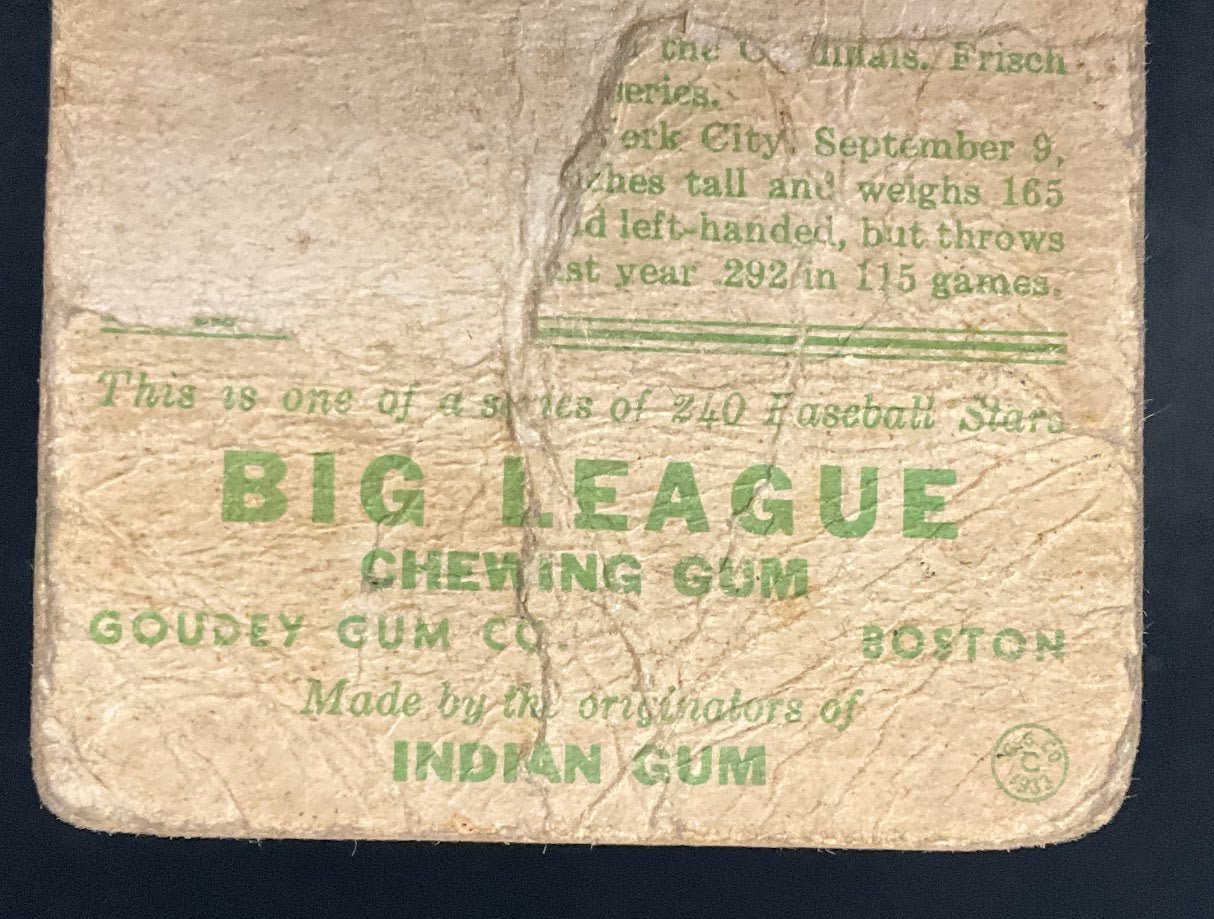 the Cardinals. Frisch
series.
York City, September 9,
inches tall and weighs 165
left-handed, but throws
year .292 in 115 games.
This is one of a series of 240 Baseball Stars
BIG LEAGUE
CHEWING GUM
GOUDEY GUM CO. BOSTON
Made by the originators of
INDIAN GUM
G. G. CO
C
1933